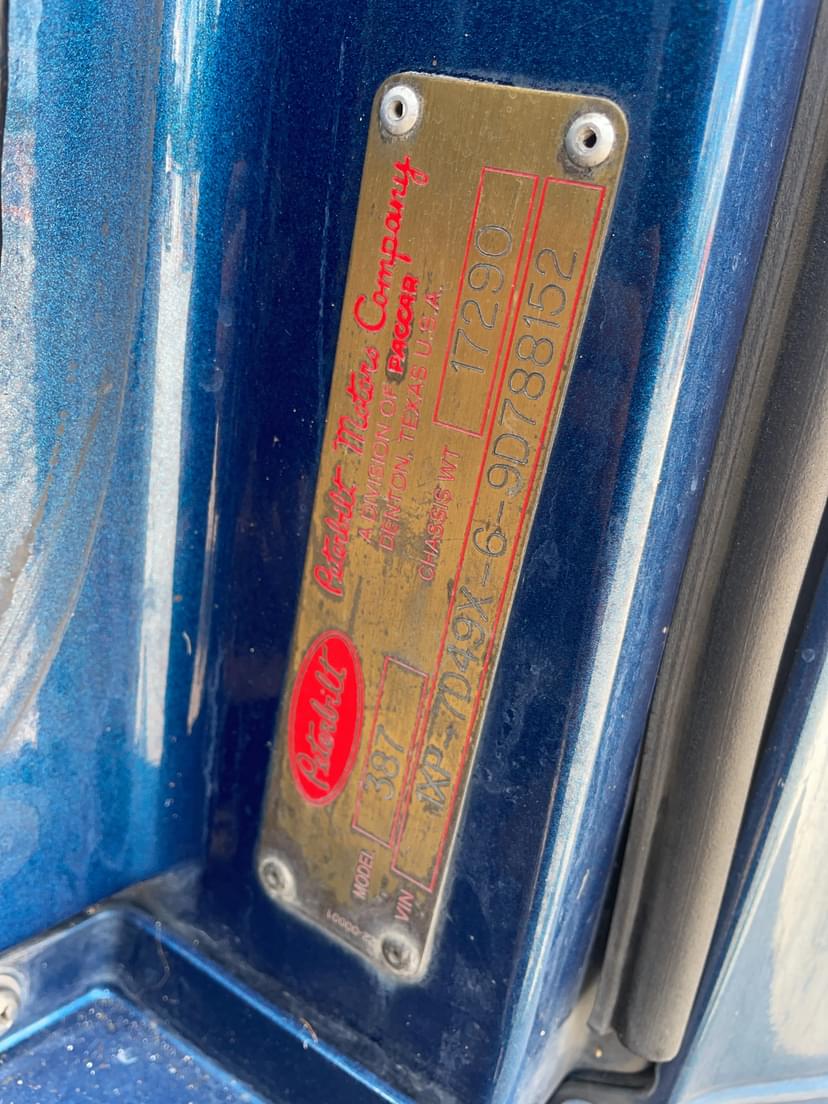 Peterbilt
Peterbilt Motors Company
A DIVISION OF PACCAR
DENTON, TEXAS U.S.A.
MODEL 387 CHASSIS WT 17290
VIN 1XP-7D49X-6-9D788152